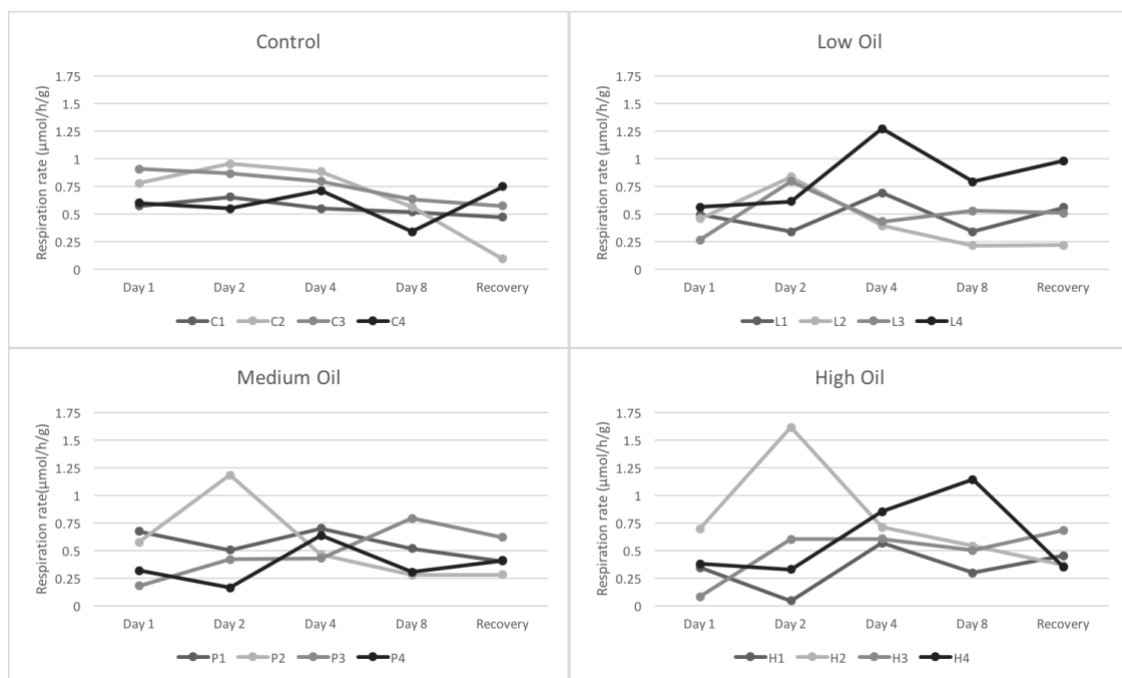 Control
Respiration rate (µmol/h/g)
1.75
1.5
1.25
1
0.75
0.5
0.25
0
Day 1 Day 2 Day 4 Day 8 Recovery
C1 C2 C3 C4
Low Oil
Respiration rate (µmol/h/g)
1.75
1.5
1.25
1
0.75
0.5
0.25
0
Day 1 Day 2 Day 4 Day 8 Recovery
L1 L2 L3 L4
Medium Oil
Respiration rate(µmol/h/g)
1.75
1.5
1.25
1
0.75
0.5
0.25
0
Day 1 Day 2 Day 4 Day 8 Recovery
P1 P2 P3 P4
High Oil
Respiration rate (µmol/h/g)
1.75
1.5
1.25
1
0.75
0.5
0.25
0
Day 1 Day 2 Day 4 Day 8 Recovery
H1 H2 H3 H4